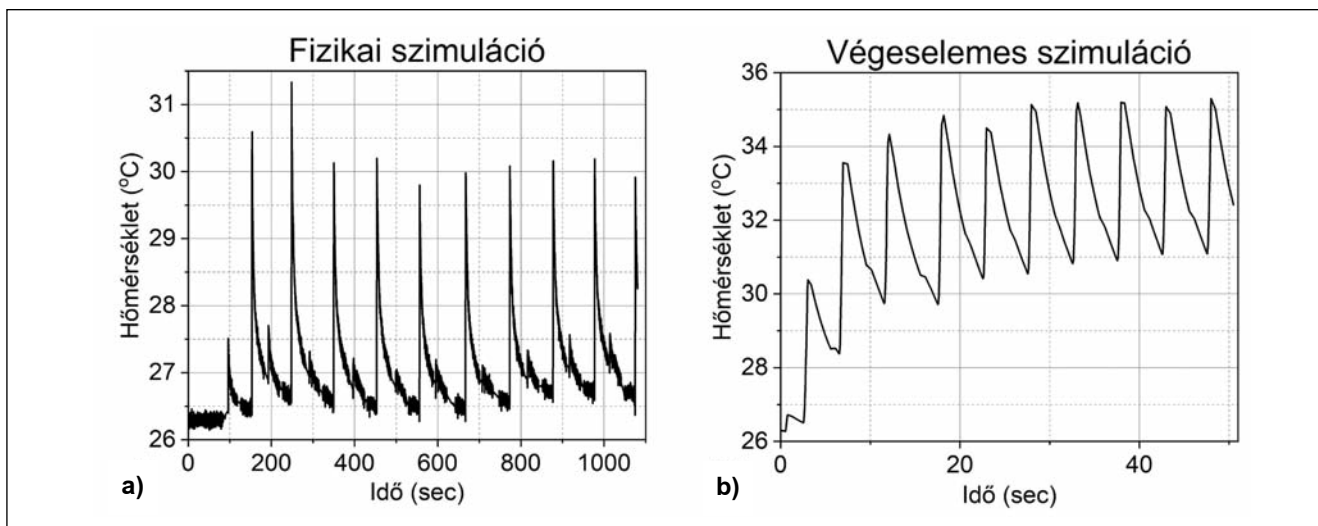 Fizikai szimuláció
31
30
29
28
27
26
Hőmérséklet (°C)
0 200 400 600 800 1000
Idő (sec)
a)
Végeselemes szimuláció
36
34
32
30
28
26
Hőmérséklet (°C)
0 20 40
Idő (sec)
b)